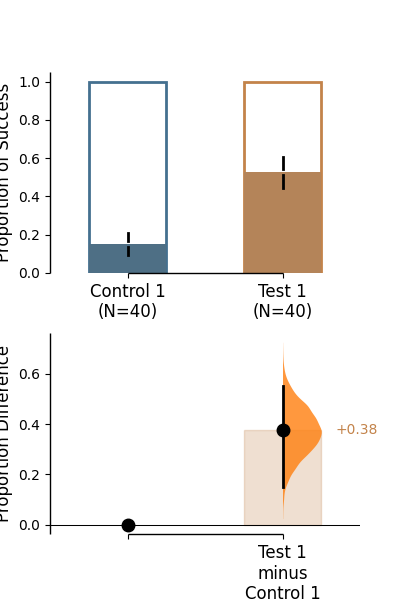 Proportion of Success
1.0
0.8
0.6
0.4
0.2
0.0
Control 1
(N=40)
Test 1
(N=40)
Proportion Difference
0.6
0.4
0.2
0.0
+0.38
Test 1
minus
Control 1